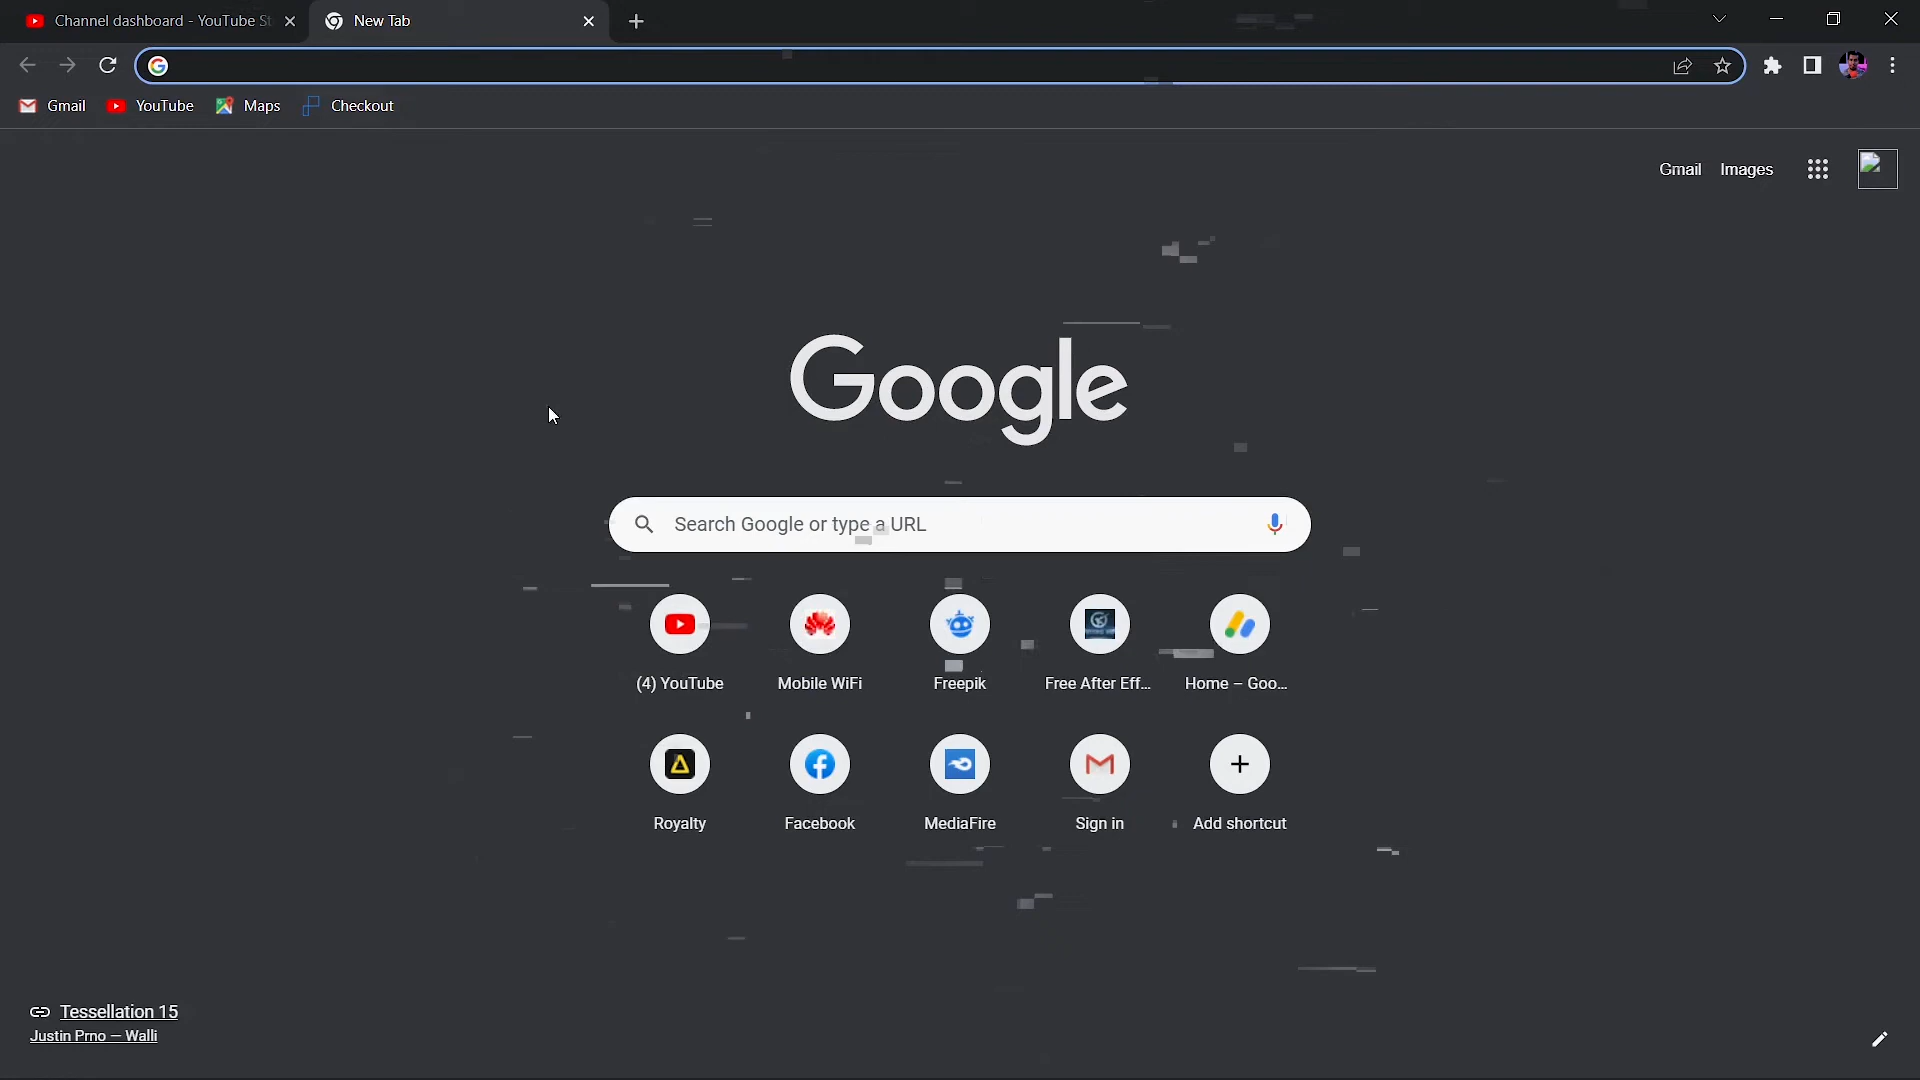 Channel dashboard - YouTube St
New Tab
Gmail
YouTube
Maps
Checkout
Gmail
Images
Google
Search Google or type a URL
(4) YouTube
Mobile WiFi
Freepik
Free After Eff...
Home – Goo...
Royalty
Facebook
MediaFire
Sign in
Add shortcut
Tessellation 15
Justin Prno — Walli